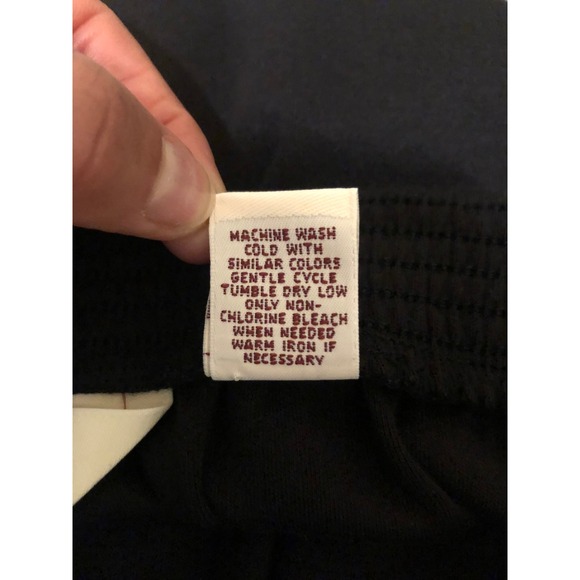 MACHINE WASH
COLD WITH
SIMILAR COLORS
GENTLE CYCLE
TUMBLE DRY LOW
ONLY NON-
CHLORINE BLEACH
WHEN NEEDED
WARM IRON IF
NECESSARY